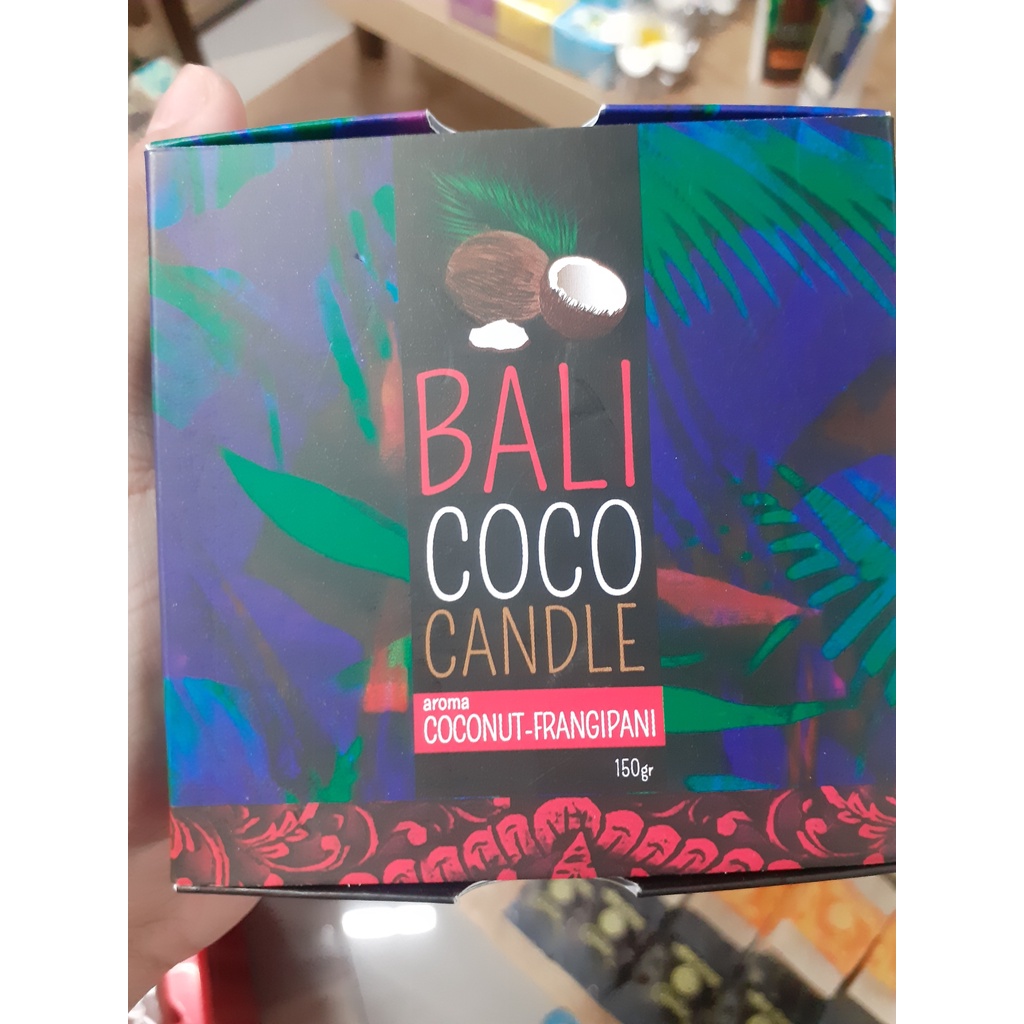 BALI
COCO
CANDLE
aroma
COCONUT-FRANGIPANI
150gr